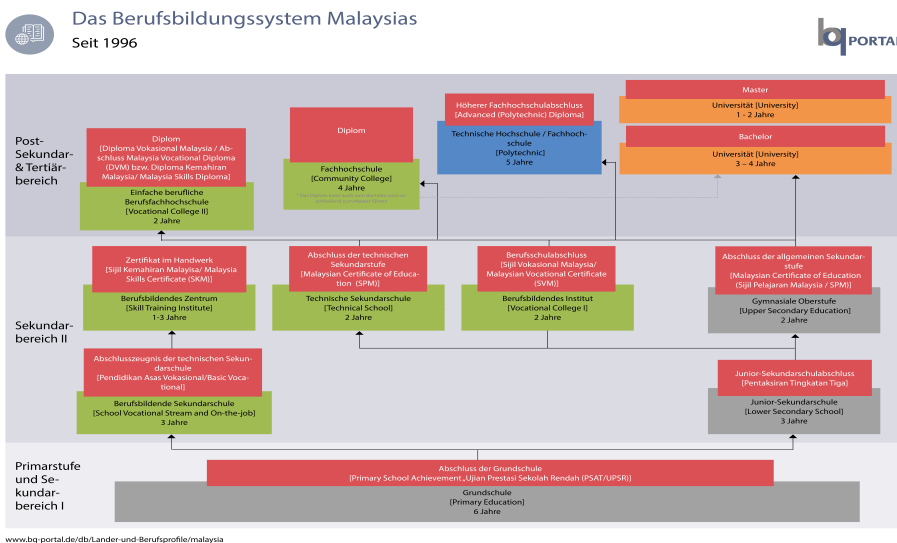 Das Berufsbildungssystem Malaysias
Seit 1996
bq PORTAL
Post-
Sekundar-
& Tertiär-
bereich
Diplom
[Diploma Vokasional Malaysia / Ab-
schluss Malaysia Vocational Diploma
(DVM) bzw. Diploma Kemahiran
Malaysia/ Malaysia Skills Diploma]
Einfache berufliche
Berufsfachhochschule
[Vocational College II]
2 Jahre
Diplom
Fachhochschule
[Community College]
4 Jahre
Höherer Fachhochschulabschluss
[Advanced (Polytechnic) Diploma]
Technische Hochschule / Fachhoch-
schule
[Polytechnic]
5 Jahre
Master
Universität [University]
1 - 2 Jahre
Bachelor
Universität [University]
3 – 4 Jahre
Sekundar-
bereich II
Zertifikat im Handwerk
[Sijil Kemahiran Malayisa/ Malaysia
Skills Certificate (SKM)]
Berufsbildendes Zentrum
[Skill Training Institute]
1-3 Jahre
Abschluss der technischen
Sekundarstufe
[Malaysian Certificate of Educa-
tion (SPM)]
Technische Sekundarschule
[Technical School]
2 Jahre
Berufsschulabschluss
[Sijil Vokasional Malaysia/
Malaysian Vocational Certificate
(SVM)]
Berufsbildendes Institut
[Vocational College I]
2 Jahre
Abschluss der allgemeinen Sekundar-
stufe
[Malaysian Certificate of Education
(Sijil Pelajaran Malaysia / SPM)]
Gymnasiale Oberstufe
[Upper Secondary Education]
2 Jahre
Abschlusszeugnis der technischen Sekun-
darschule
[Pendidikan Asas Vokasional/Basic Voca-
tional]
Berufsbildende Sekundarschule
[School Vocational Stream and On-the-job]
3 Jahre
Junior-Sekundarschulabschluss
[Pentaksiran Tingkatan Tiga]
Junior-Sekundarschule
[Lower Secondary School]
3 Jahre
Primarstufe
und Se-
kundar-
bereich I
Abschluss der Grundschule
[Primary School Achievement „Ujian Prestasi Sekolah Rendah (PSAT/UPSR)]
Grundschule
[Primary Education]
6 Jahre
www.bq-portal.de/db/Lander-und-Berufsprofile/malaysia